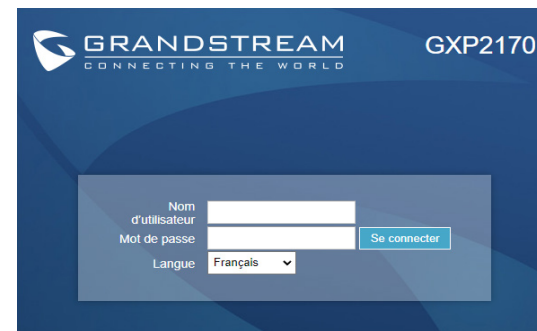 GRANDSTREAM
CONNECTING THE WORLD
GXP2170
Nom
d'utilisateur
Mot de passe
Se connecter
Langue
Français